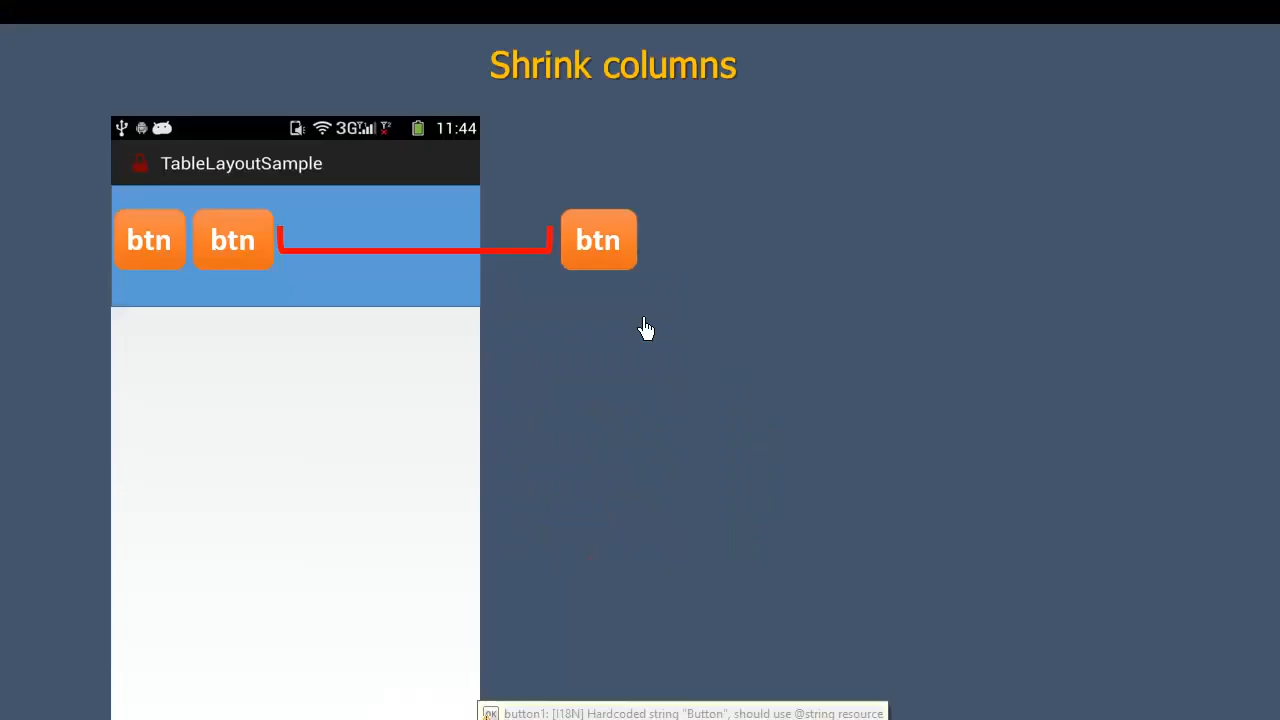 Shrink columns
3G 11:44
TableLayoutSample
btn btn btn
button1: [I18N] Hardcoded string "Button", should use @string resource